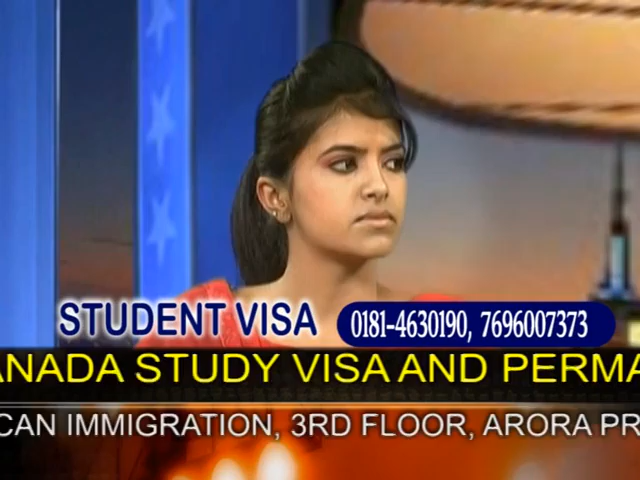 STUDENT VISA 0181-4630190, 7696007373
ANADA STUDY VISA AND PERMA
CAN IMMIGRATION, 3RD FLOOR, ARORA PR